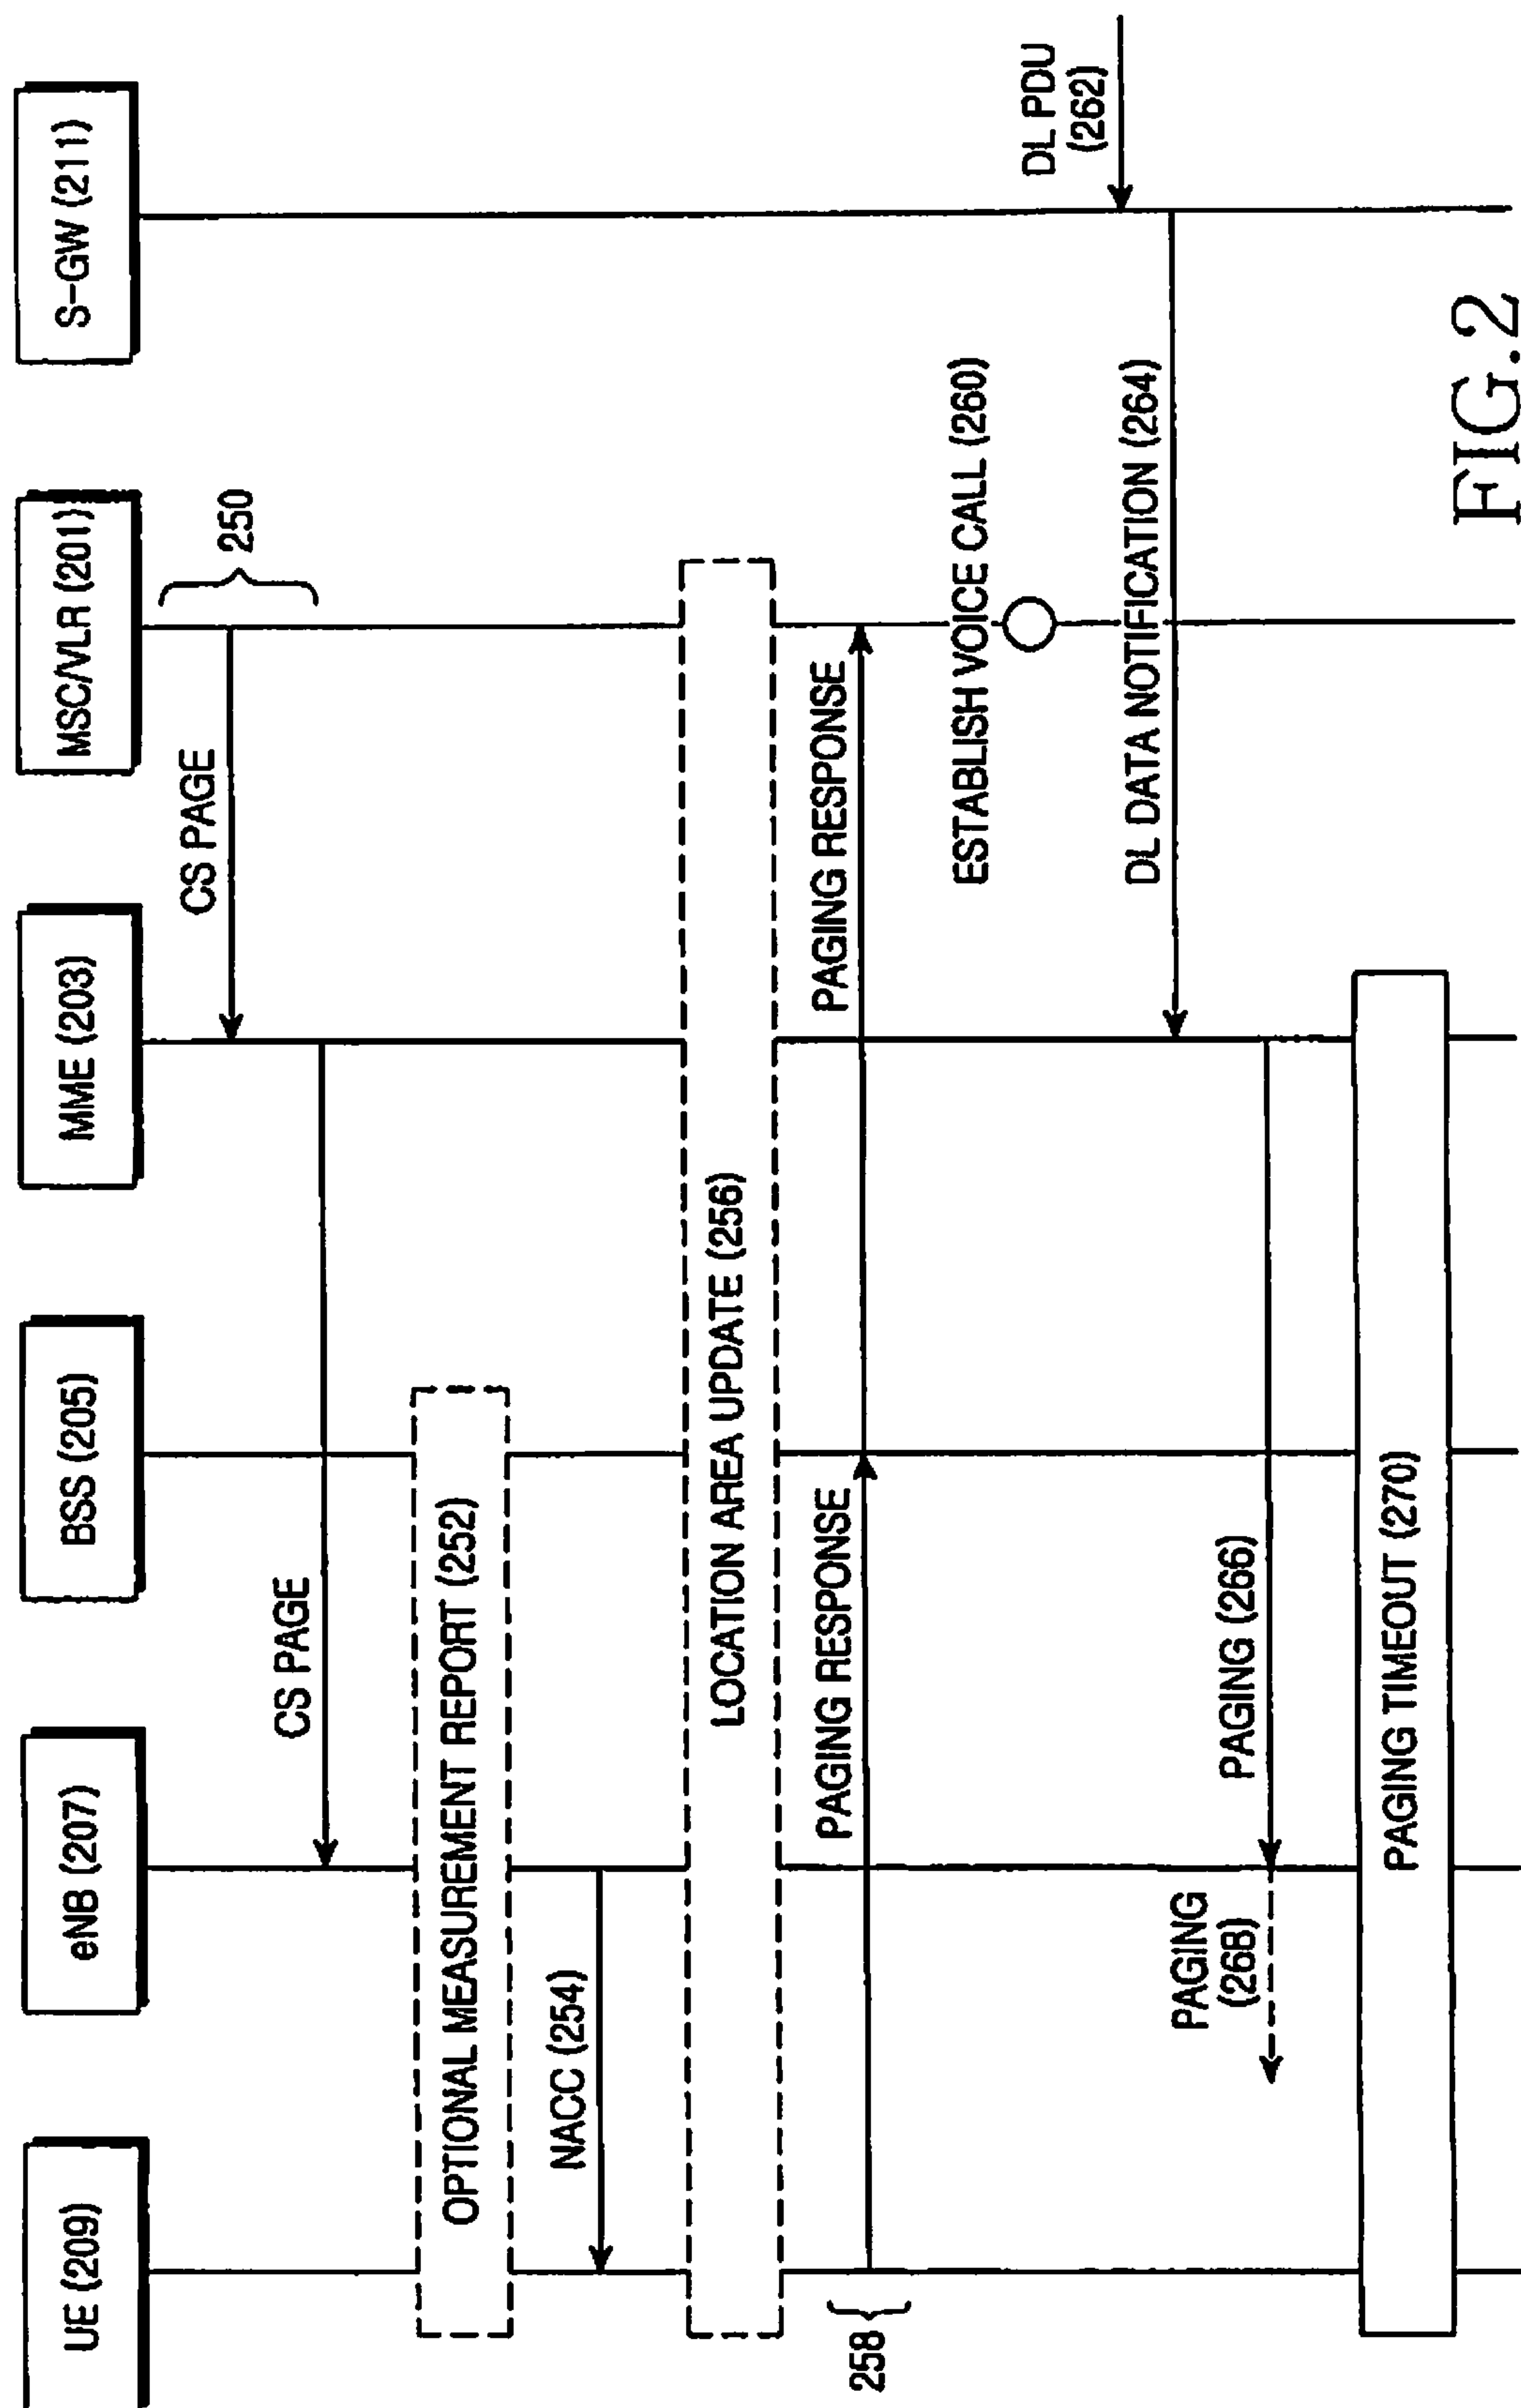 UE (209)
eNB (207)
BSS (205)
MME (203)
MSC/VLR (201)
S-GW (211)
CS PAGE
250
CS PAGE
OPTIONAL MEASUREMENT REPORT (252)
NACC (254)
LOCATION AREA UPDATE (256)
258
PAGING RESPONSE
PAGING RESPONSE
ESTABLISH VOICE CALL (260)
DL PDU
(262)
DL DATA NOTIFICATION (264)
PAGING (266)
PAGING
(268)
PAGING TIMEOUT (270)
FIG.2